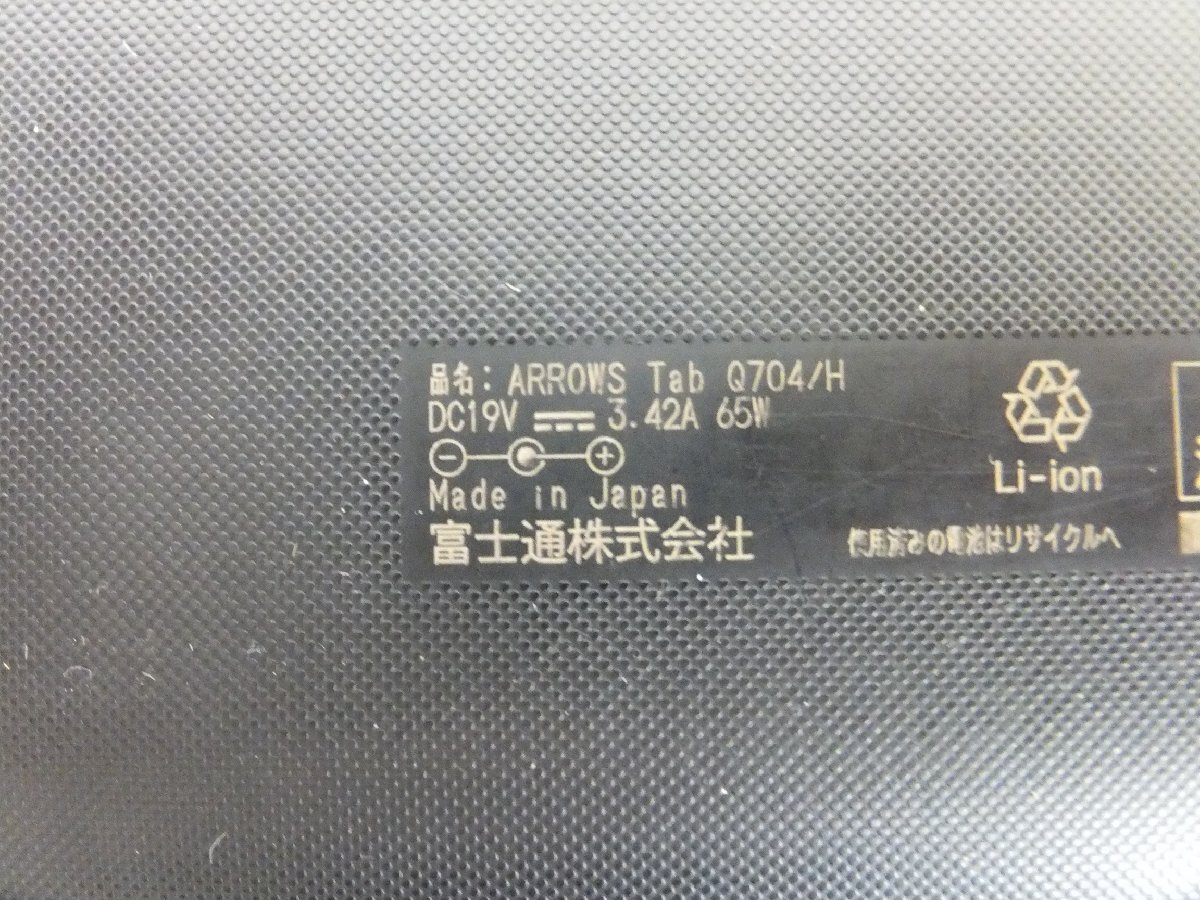 品名: ARROWS Tab Q704/H
DC19V ⎓ 3.42A 65W
Made in Japan
富士通株式会社
Li-ion
使用済みの電池はリサイクルへ